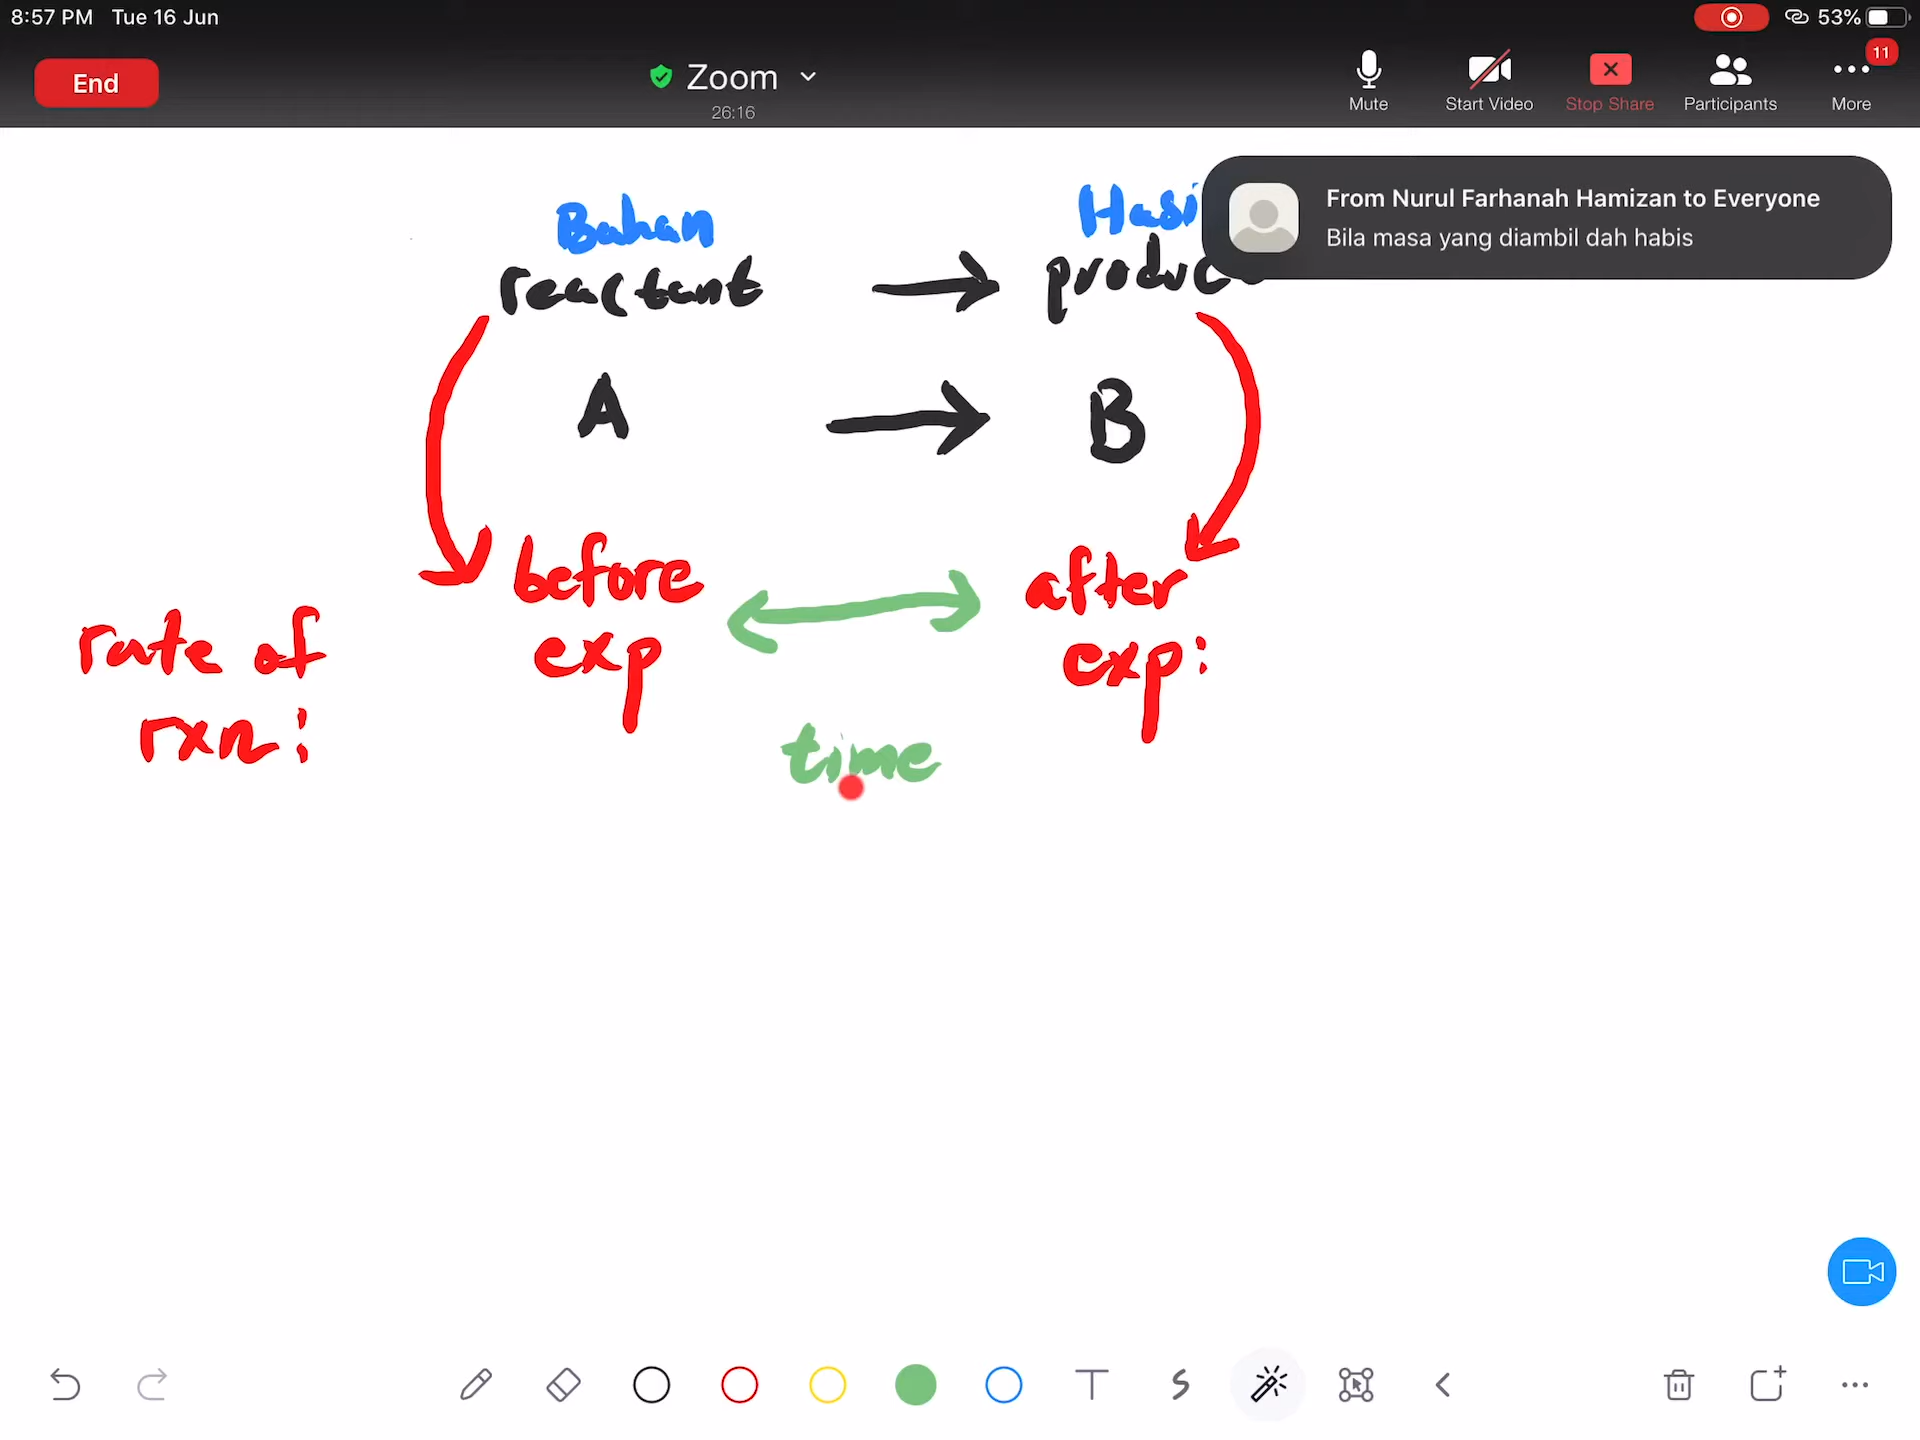 8:57 PM Tue 16 Jun
53%
End
Zoom
26:16
Mute
Start Video
Stop Share
Participants
More
11
From Nurul Farhanah Hamizan to Everyone
Bila masa yang diambil dah habis
Bahan
Hasi
reactant → produc
A → B
before
exp
after
exp:
rate of
rxn:
time
T